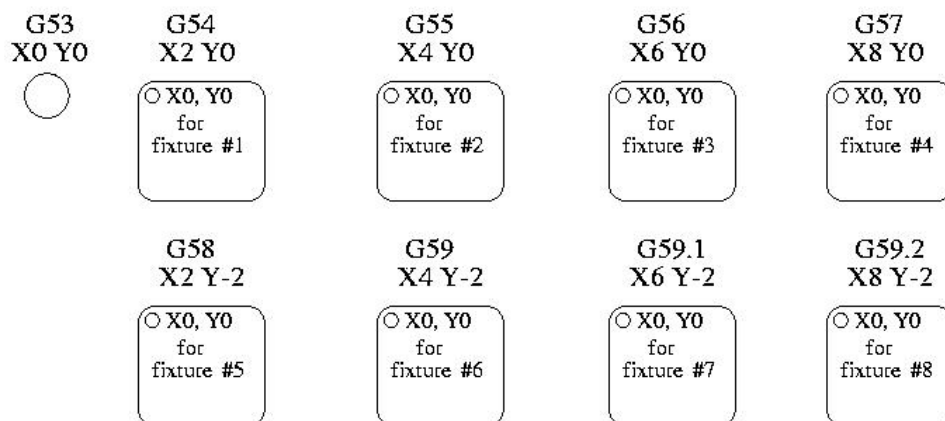 G53
X0 Y0
G54
X2 Y0
X0, Y0
for
fixture #1
G55
X4 Y0
X0, Y0
for
fixture #2
G56
X6 Y0
X0, Y0
for
fixture #3
G57
X8 Y0
X0, Y0
for
fixture #4
G58
X2 Y-2
X0, Y0
for
fixture #5
G59
X4 Y-2
X0, Y0
for
fixture #6
G59.1
X6 Y-2
X0, Y0
for
fixture #7
G59.2
X8 Y-2
X0, Y0
for
fixture #8